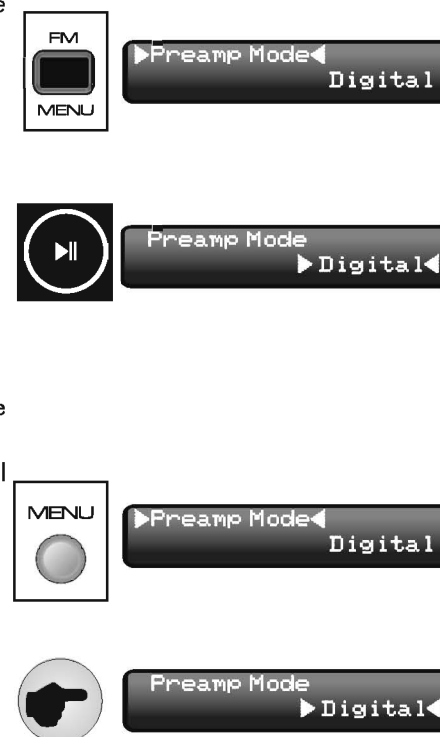 e
FM
MENU
▶Preamp Mode◀
Digital
Preamp Mode
▶Digital◀
e
l
MENU
▶Preamp Mode◀
Digital
Preamp Mode
▶Digital◀